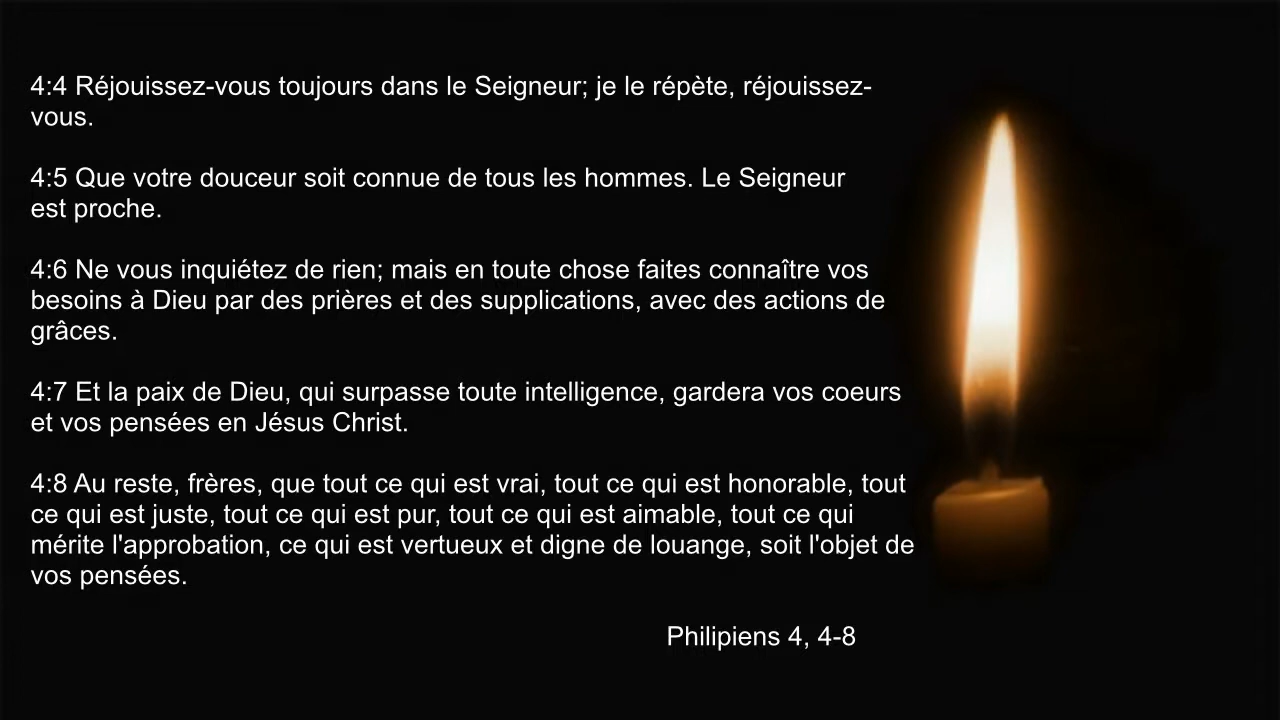 4:4 Réjouissez-vous toujours dans le Seigneur; je le répète, réjouissez-
vous.
4:5 Que votre douceur soit connue de tous les hommes. Le Seigneur
est proche.
4:6 Ne vous inquiétez de rien; mais en toute chose faites connaître vos
besoins à Dieu par des prières et des supplications, avec des actions de
grâces.
4:7 Et la paix de Dieu, qui surpasse toute intelligence, gardera vos coeurs
et vos pensées en Jésus Christ.
4:8 Au reste, frères, que tout ce qui est vrai, tout ce qui est honorable, tout
ce qui est juste, tout ce qui est pur, tout ce qui est aimable, tout ce qui
mérite l'approbation, ce qui est vertueux et digne de louange, soit l'objet de
vos pensées.
Philipiens 4, 4-8